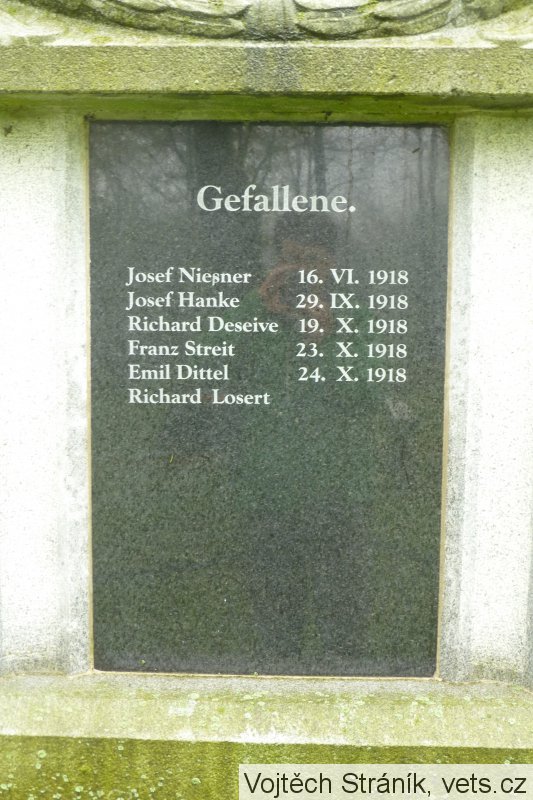 Gefallene.
Josef Nießner 16. VI. 1918
Josef Hanke 29. IX. 1918
Richard Deseive 19. X. 1918
Franz Streit 23. X. 1918
Emil Dittel 24. X. 1918
Richard Losert
Vojtěch Stráník, vets.cz